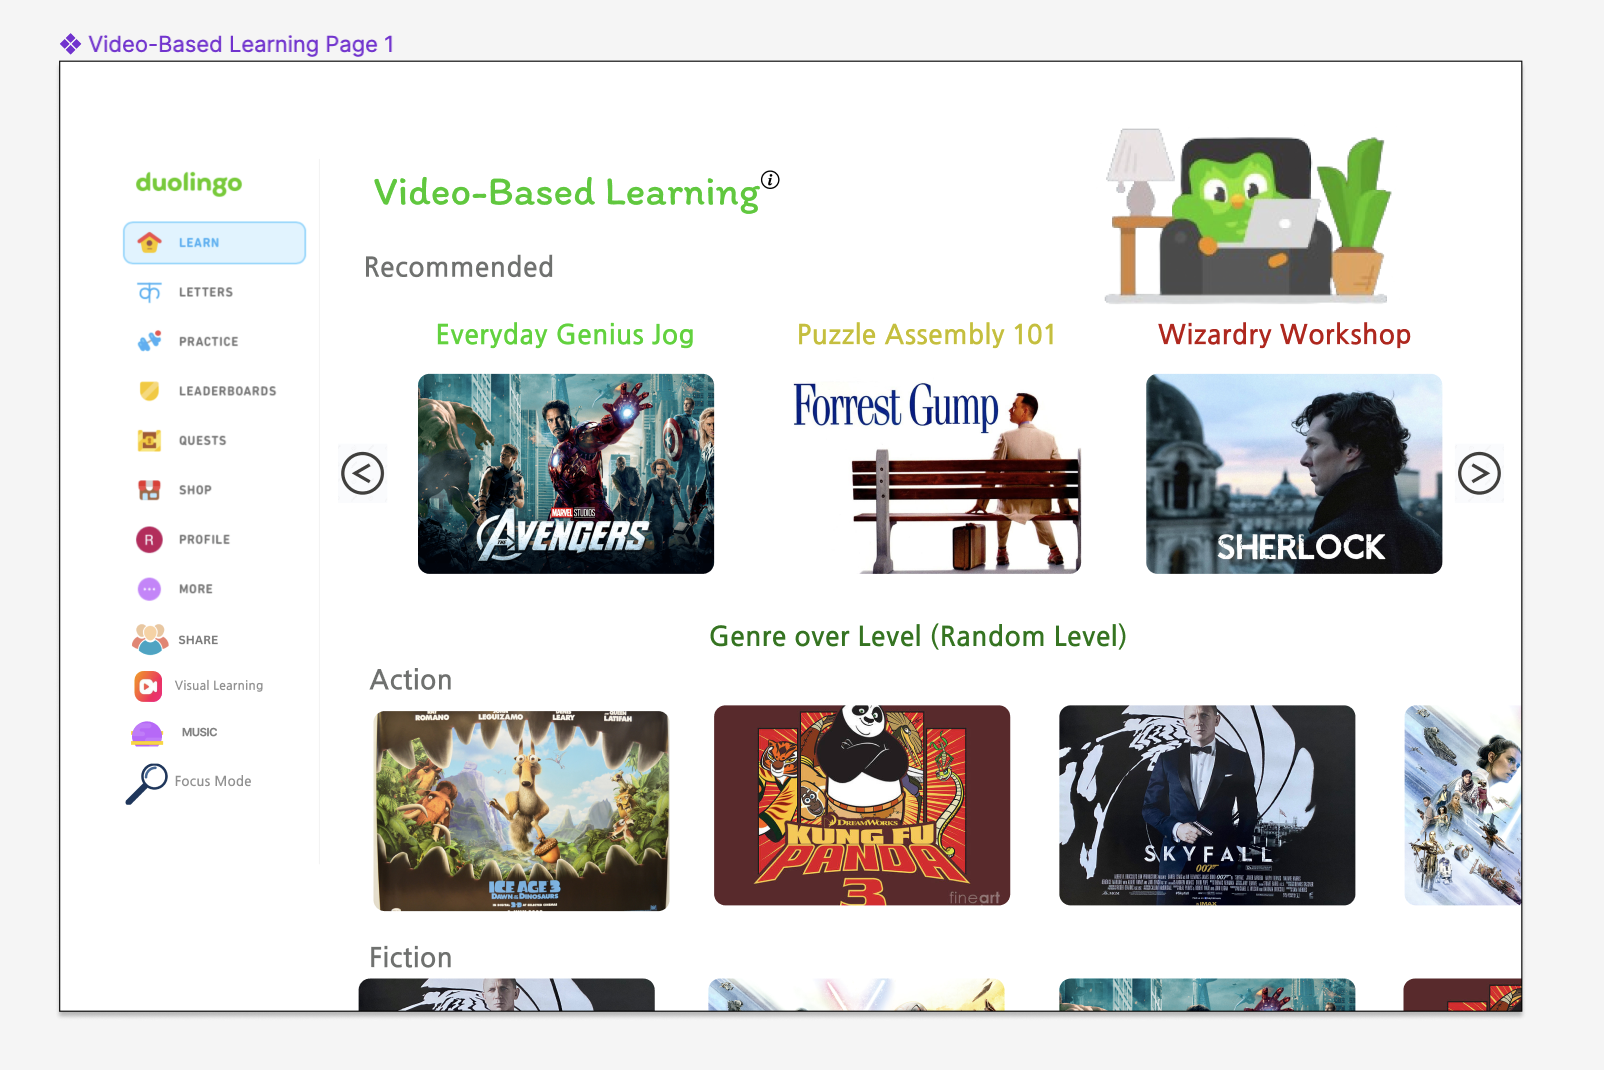 Video-Based Learning Page 1
duolingo
LEARN
क LETTERS
PRACTICE
LEADERBOARDS
QUESTS
SHOP
R PROFILE
MORE
SHARE
Visual Learning
MUSIC
Focus Mode
Video-Based Learning i
Recommended
Everyday Genius Jog
Puzzle Assembly 101
Wizardry Workshop
<
MARVEL STUDIOS
THE AVENGERS
Forrest Gump
SHERLOCK
>
Genre over Level (Random Level)
Action
ROMANO LEGUIZAMO LEARY LATIFAH
ICE AGE 3
DAWN OF THE DINOSAURS
DREAMWORKS
KUNG FU
PANDA
3
fineart
SKYFALL
007
IMAX
Fiction